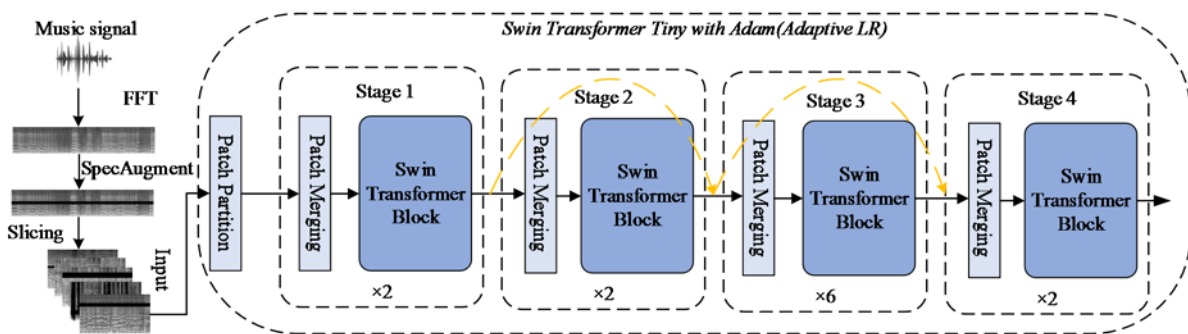 Music signal
FFT
SpecAugment
Slicing
Input
Swin Transformer Tiny with Adam(Adaptive LR)
Patch Partition
Stage 1
Patch Merging
Swin
Transformer
Block
×2
Stage 2
Patch Merging
Swin
Transformer
Block
×2
Stage 3
Patch Merging
Swin
Transformer
Block
×6
Stage 4
Patch Merging
Swin
Transformer
Block
×2